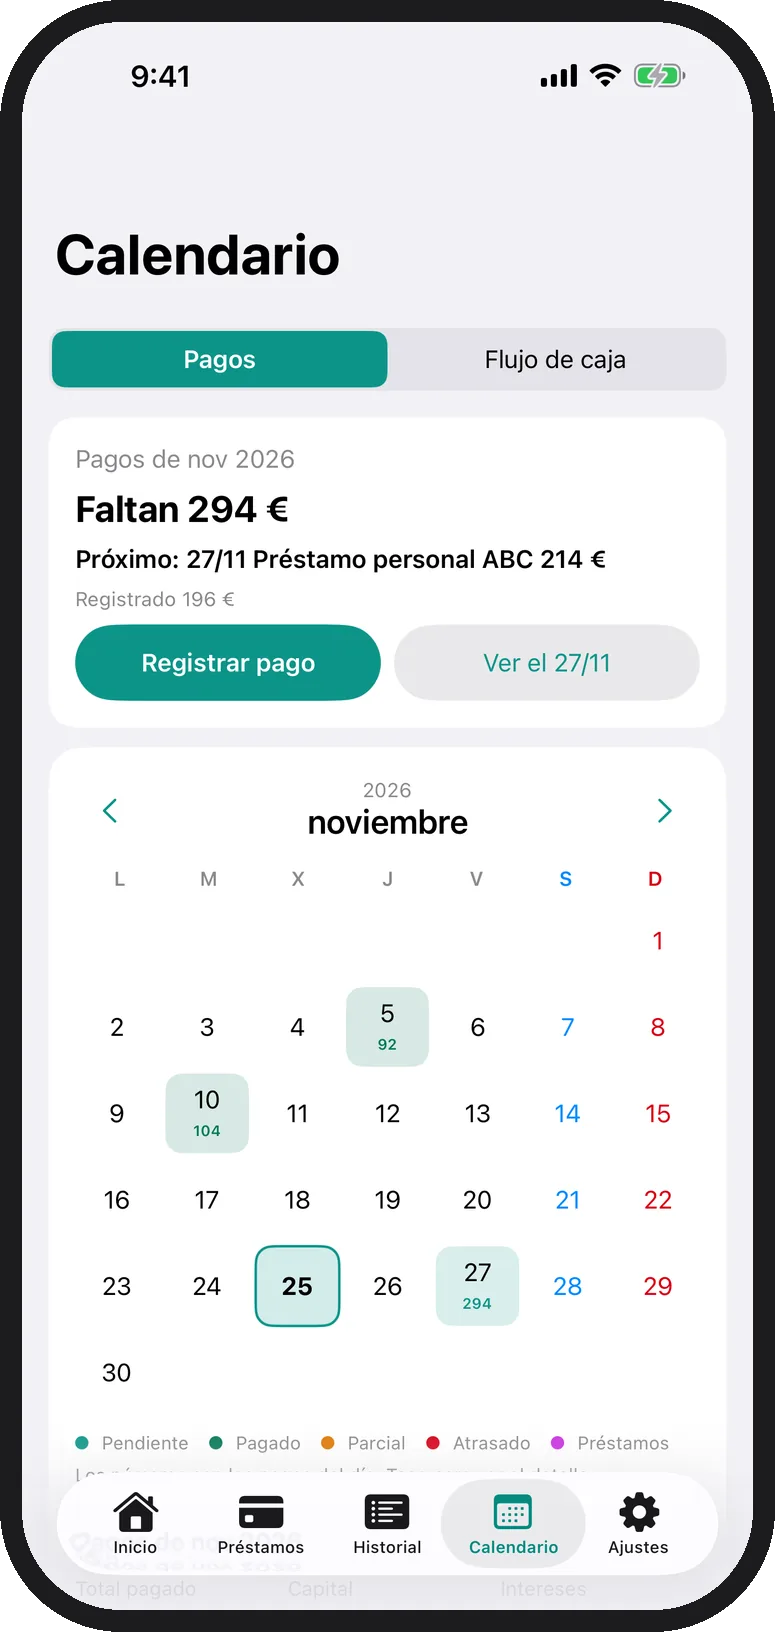 9:41
Calendario
Pagos Flujo de caja
Pagos de nov 2026
Faltan 294 €
Próximo: 27/11 Préstamo personal ABC 214 €
Registrado 196 €
Registrar pago Ver el 27/11
2026
noviembre
L M X J V S D
1
2 3 4 5 6 7 8
92
9 10 11 12 13 14 15
104
16 17 18 19 20 21 22
23 24 25 26 27 28 29
294
30
Pendiente Pagado Parcial Atrasado Préstamos
Inicio Préstamos Historial Calendario Ajustes
Total pagado Capital Intereses